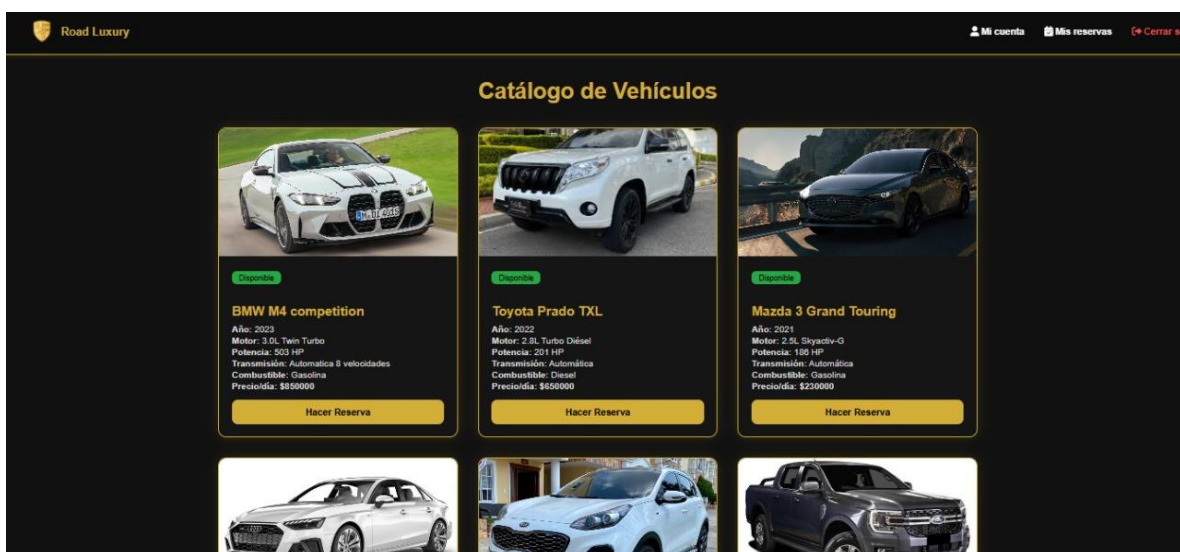 Road Luxury
Mi cuenta
Mis reservas
Cerrar s
Catálogo de Vehículos
Disponible
BMW M4 competition
Año: 2023
Motor: 3.0L Twin Turbo
Potencia: 503 HP
Transmisión: Automatica 8 velocidades
Combustible: Gasolina
Precio/día: $850000
Hacer Reserva
Disponible
Toyota Prado TXL
Año: 2022
Motor: 2.8L Turbo Diésel
Potencia: 201 HP
Transmisión: Automática
Combustible: Diesel
Precio/día: $650000
Hacer Reserva
Disponible
Mazda 3 Grand Touring
Año: 2021
Motor: 2.5L Skyactiv-G
Potencia: 186 HP
Transmisión: Automática
Combustible: Gasolina
Precio/día: $230000
Hacer Reserva